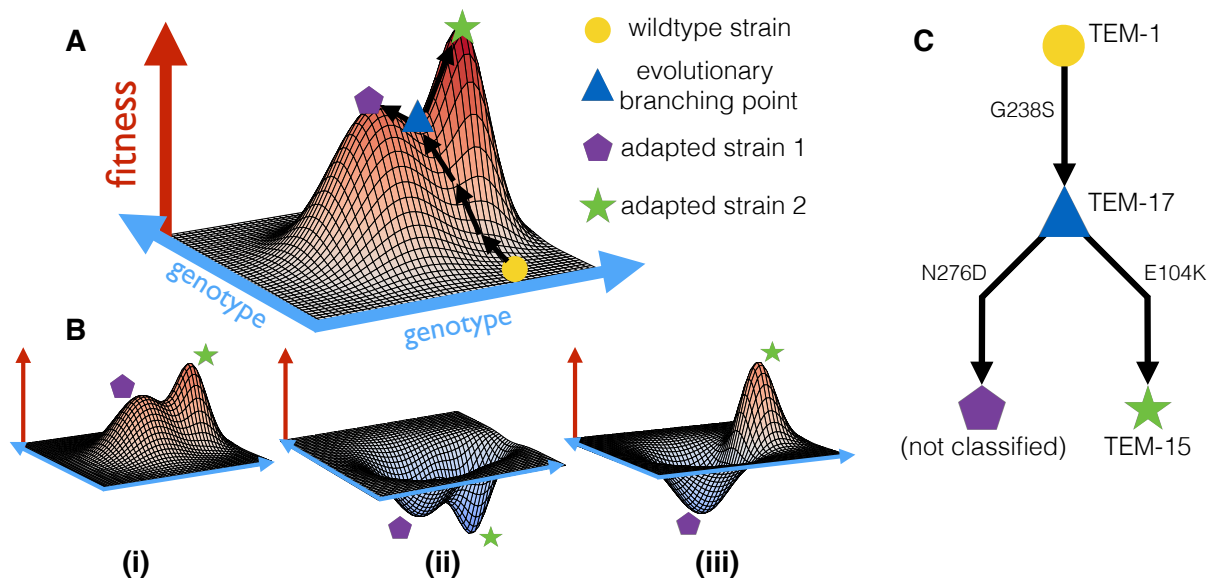 A
fitness
genotype
genotype
wildtype strain
evolutionary
branching point
adapted strain 1
adapted strain 2
B
(i)
(ii)
(iii)
C
TEM-1
G238S
TEM-17
N276D
E104K
(not classified)
TEM-15